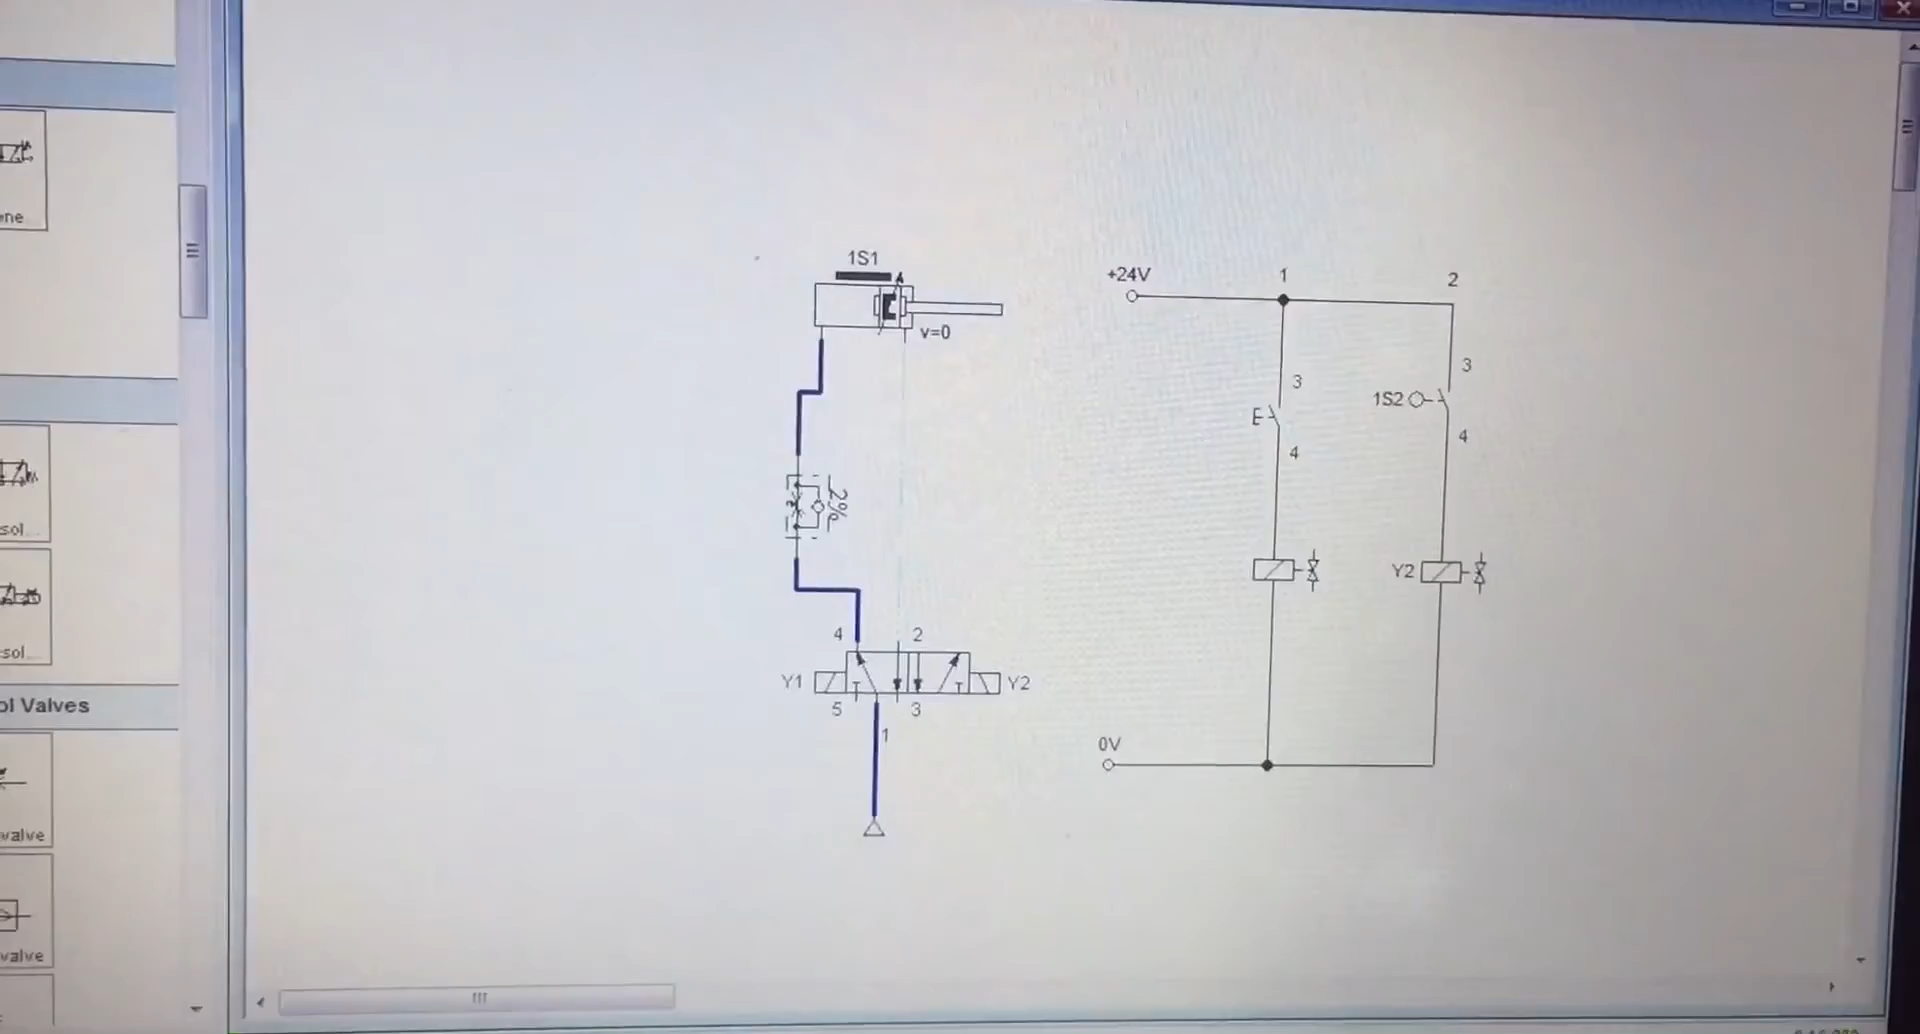 ne
sol...
sol...
ol Valves
valve
valve
1S1
v=0
2%
4
2
Y1
Y2
5
3
1
+24V
1
2
3
3
1S2
E
4
4
Y2
0V